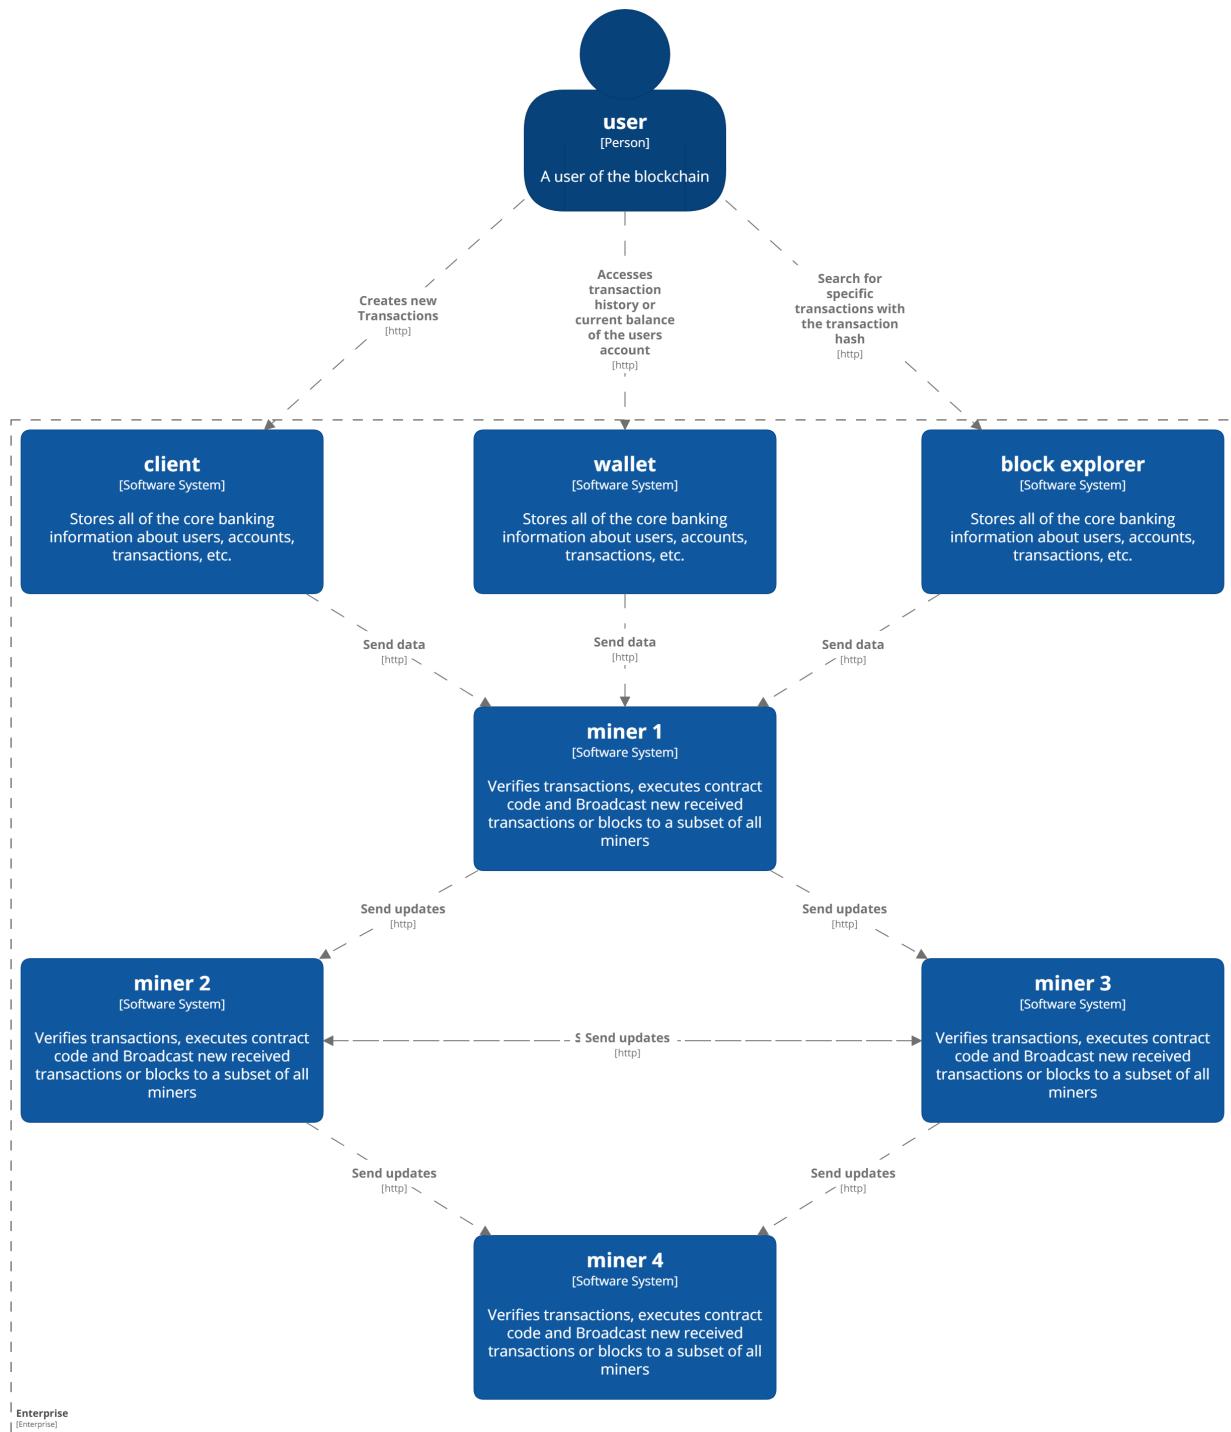 user
[Person]
A user of the blockchain
Creates new
Transactions
[http]
Accesses
transaction
history or
current balance
of the users
account
[http]
Search for
specific
transactions with
the transaction
hash
[http]
client
[Software System]
Stores all of the core banking
information about users, accounts,
transactions, etc.
wallet
[Software System]
Stores all of the core banking
information about users, accounts,
transactions, etc.
block explorer
[Software System]
Stores all of the core banking
information about users, accounts,
transactions, etc.
Send data
[http]
Send data
[http]
Send data
[http]
miner 1
[Software System]
Verifies transactions, executes contract
code and Broadcast new received
transactions or blocks to a subset of all
miners
Send updates
[http]
Send updates
[http]
miner 2
[Software System]
Verifies transactions, executes contract
code and Broadcast new received
transactions or blocks to a subset of all
miners
Send updates
[http]
miner 3
[Software System]
Verifies transactions, executes contract
code and Broadcast new received
transactions or blocks to a subset of all
miners
Send updates
[http]
Send updates
[http]
miner 4
[Software System]
Verifies transactions, executes contract
code and Broadcast new received
transactions or blocks to a subset of all
miners
Enterprise
[Enterprise]